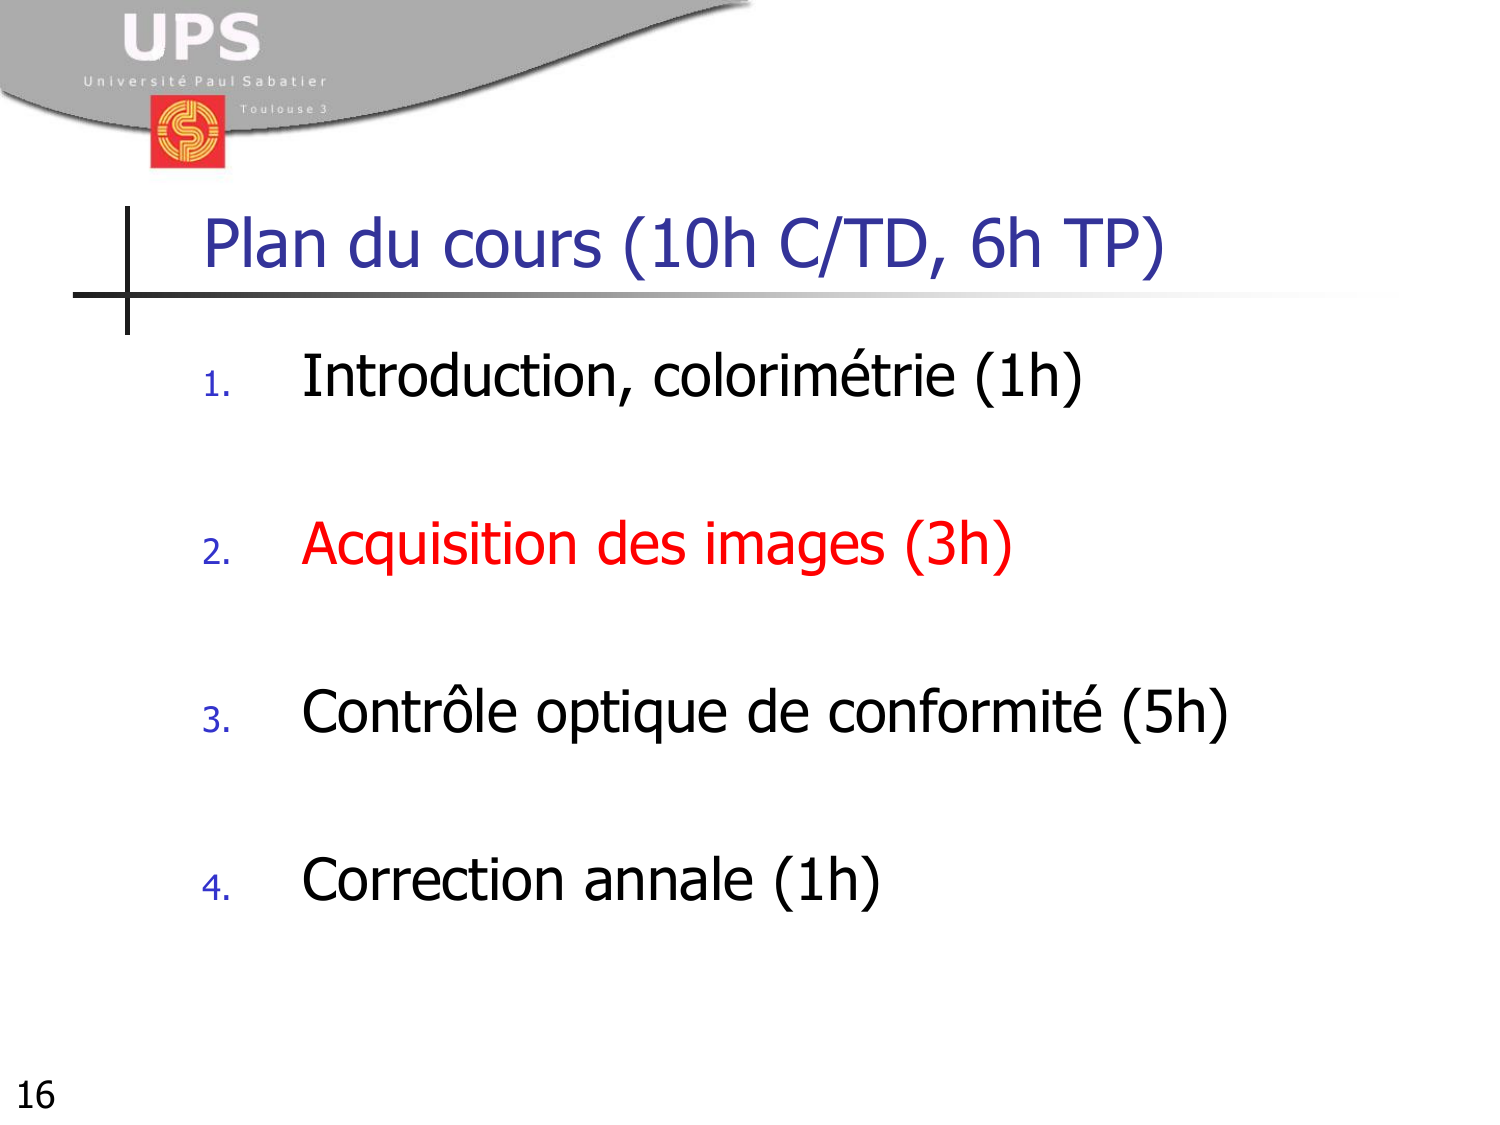 UPS
Université Paul Sabatier
Toulouse 3
Plan du cours (10h C/TD, 6h TP)
1. Introduction, colorimétrie (1h)
2. Acquisition des images (3h)
3. Contrôle optique de conformité (5h)
4. Correction annale (1h)
16